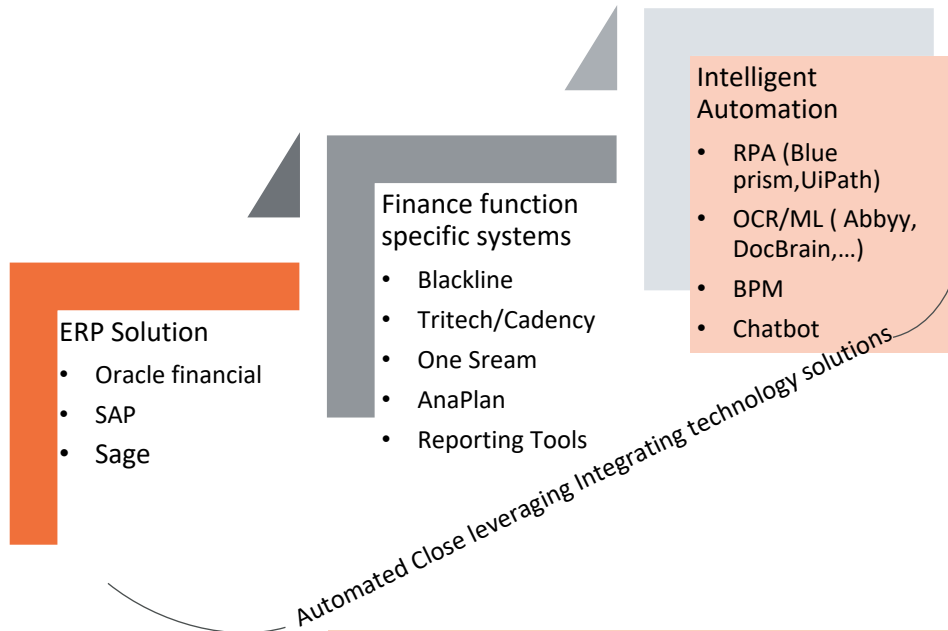 ERP Solution
• Oracle financial
• SAP
• Sage
Finance function
specific systems
• Blackline
• Tritech/Cadency
• One Sream
• AnaPlan
• Reporting Tools
Intelligent
Automation
• RPA (Blue
prism,UiPath)
• OCR/ML ( Abbyy,
DocBrain,…)
• BPM
• Chatbot
Automated Close leveraging Integrating technology solutions